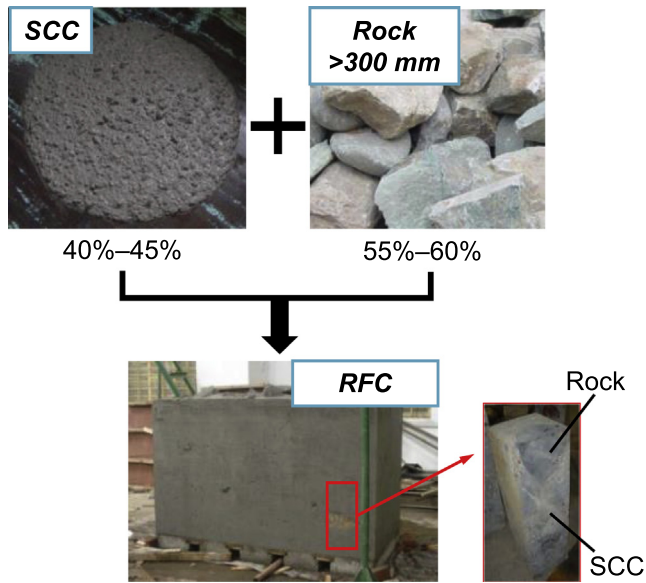 SCC
Rock
>300 mm
40%–45%
55%–60%
RFC
Rock
SCC